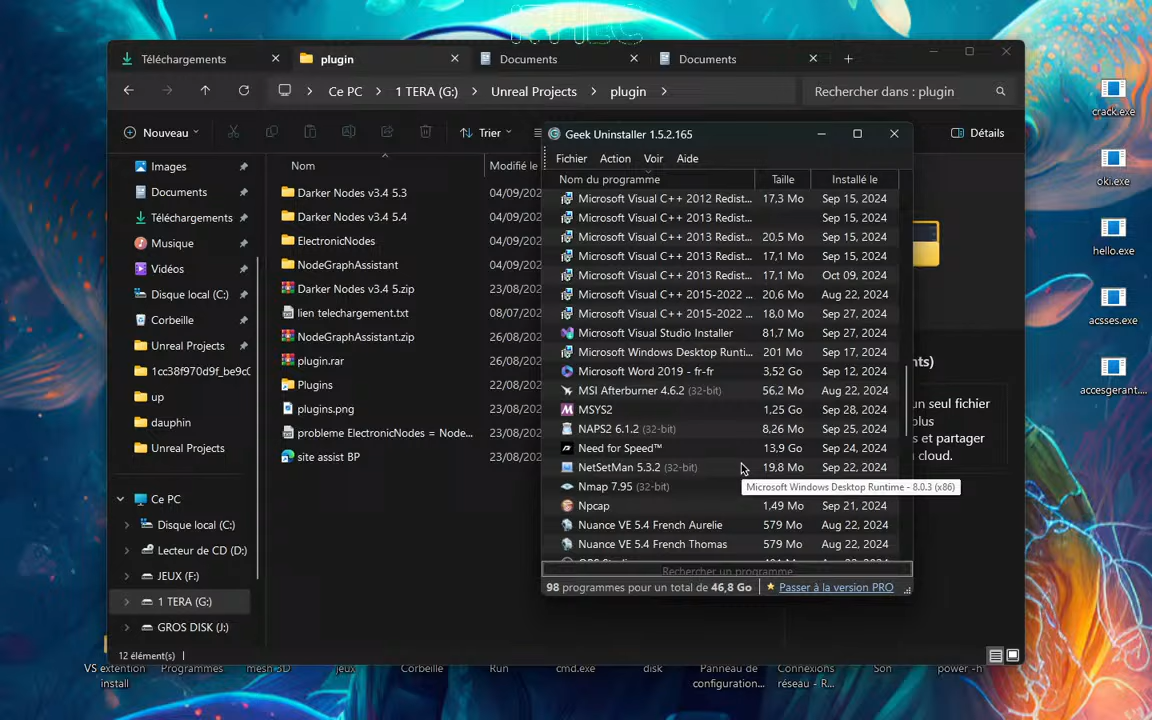 Téléchargements
plugin
Documents
Documents
Ce PC > 1 TERA (G:) > Unreal Projects > plugin >
Rechercher dans : plugin
Nouveau
Trier
Détails
Images
Documents
Téléchargements
Musique
Vidéos
Disque local (C:)
Corbeille
Unreal Projects
1cc38f970d9f_be9c0
up
dauphin
Unreal Projects
Ce PC
Disque local (C:)
Lecteur de CD (D:)
JEUX (F:)
1 TERA (G:)
GROS DISK (J:)
12 élément(s)
Nom Modifié le
Darker Nodes v3.4 5.3 04/09/202
Darker Nodes v3.4 5.4 04/09/202
ElectronicNodes 04/09/202
NodeGraphAssistant 04/09/202
Darker Nodes v3.4 5.zip 23/08/202
lien telechargement.txt 08/07/202
NodeGraphAssistant.zip 26/08/202
plugin.rar 26/08/202
Plugins 22/08/202
plugins.png 23/08/202
probleme ElectronicNodes = Node... 23/08/202
site assist BP 23/08/202
Geek Uninstaller 1.5.2.165
Fichier Action Voir Aide
Nom du programme Taille Installé le
Microsoft Visual C++ 2012 Redist... 17,3 Mo Sep 15, 2024
Microsoft Visual C++ 2013 Redist... Sep 15, 2024
Microsoft Visual C++ 2013 Redist... 20,5 Mo Sep 15, 2024
Microsoft Visual C++ 2013 Redist... 17,1 Mo Sep 15, 2024
Microsoft Visual C++ 2013 Redist... 17,1 Mo Oct 09, 2024
Microsoft Visual C++ 2015-2022 ... 20,6 Mo Aug 22, 2024
Microsoft Visual C++ 2015-2022 ... 18,0 Mo Sep 27, 2024
Microsoft Visual Studio Installer 81,7 Mo Sep 27, 2024
Microsoft Windows Desktop Runti... 201 Mo Sep 17, 2024
Microsoft Word 2019 - fr-fr 3,52 Go Sep 12, 2024
MSI Afterburner 4.6.2 (32-bit) 56,2 Mo Aug 22, 2024
MSYS2 1,25 Go Sep 28, 2024
NAPS2 6.1.2 (32-bit) 8,26 Mo Sep 25, 2024
Need for Speed™ 13,9 Go Sep 24, 2024
NetSetMan 5.3.2 (32-bit) 19,8 Mo Sep 22, 2024
Nmap 7.95 (32-bit)
Microsoft Windows Desktop Runtime - 8.0.3 (x86)
Npcap 1,49 Mo Sep 21, 2024
Nuance VE 5.4 French Aurelie 579 Mo Aug 22, 2024
Nuance VE 5.4 French Thomas 579 Mo Aug 22, 2024
Rechercher un programme
98 programmes pour un total de 46,8 Go
Passer à la version PRO
nts)
un seul fichier
plus
s et partager
cloud.
crack.exe
oki.exe
hello.exe
acsses.exe
accesgerant....
VS extention
install
Programmes
mesh 3D
jeux
Corbeille
Run
cmd.exe
disk
Panneau de
configuration...
Connexions
réseau - R...
Son
power -h